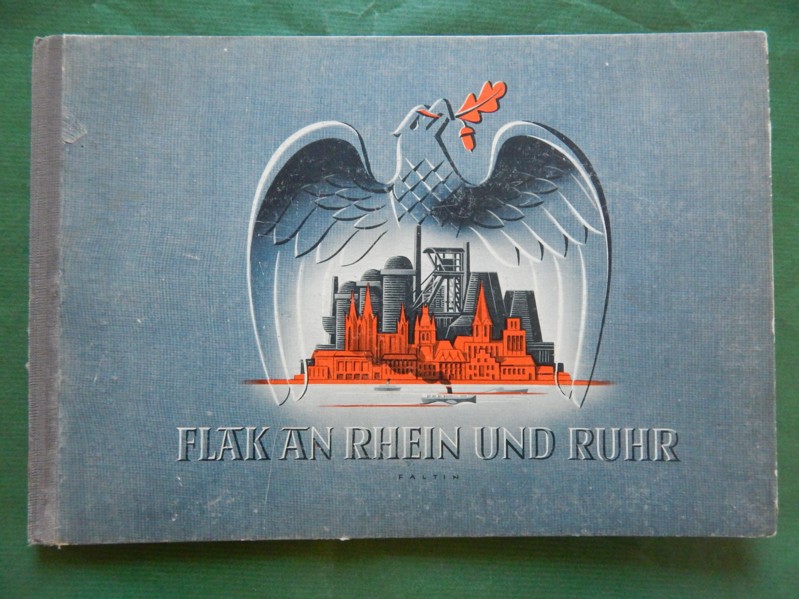 FLAK AN RHEIN UND RUHR
FALTIN